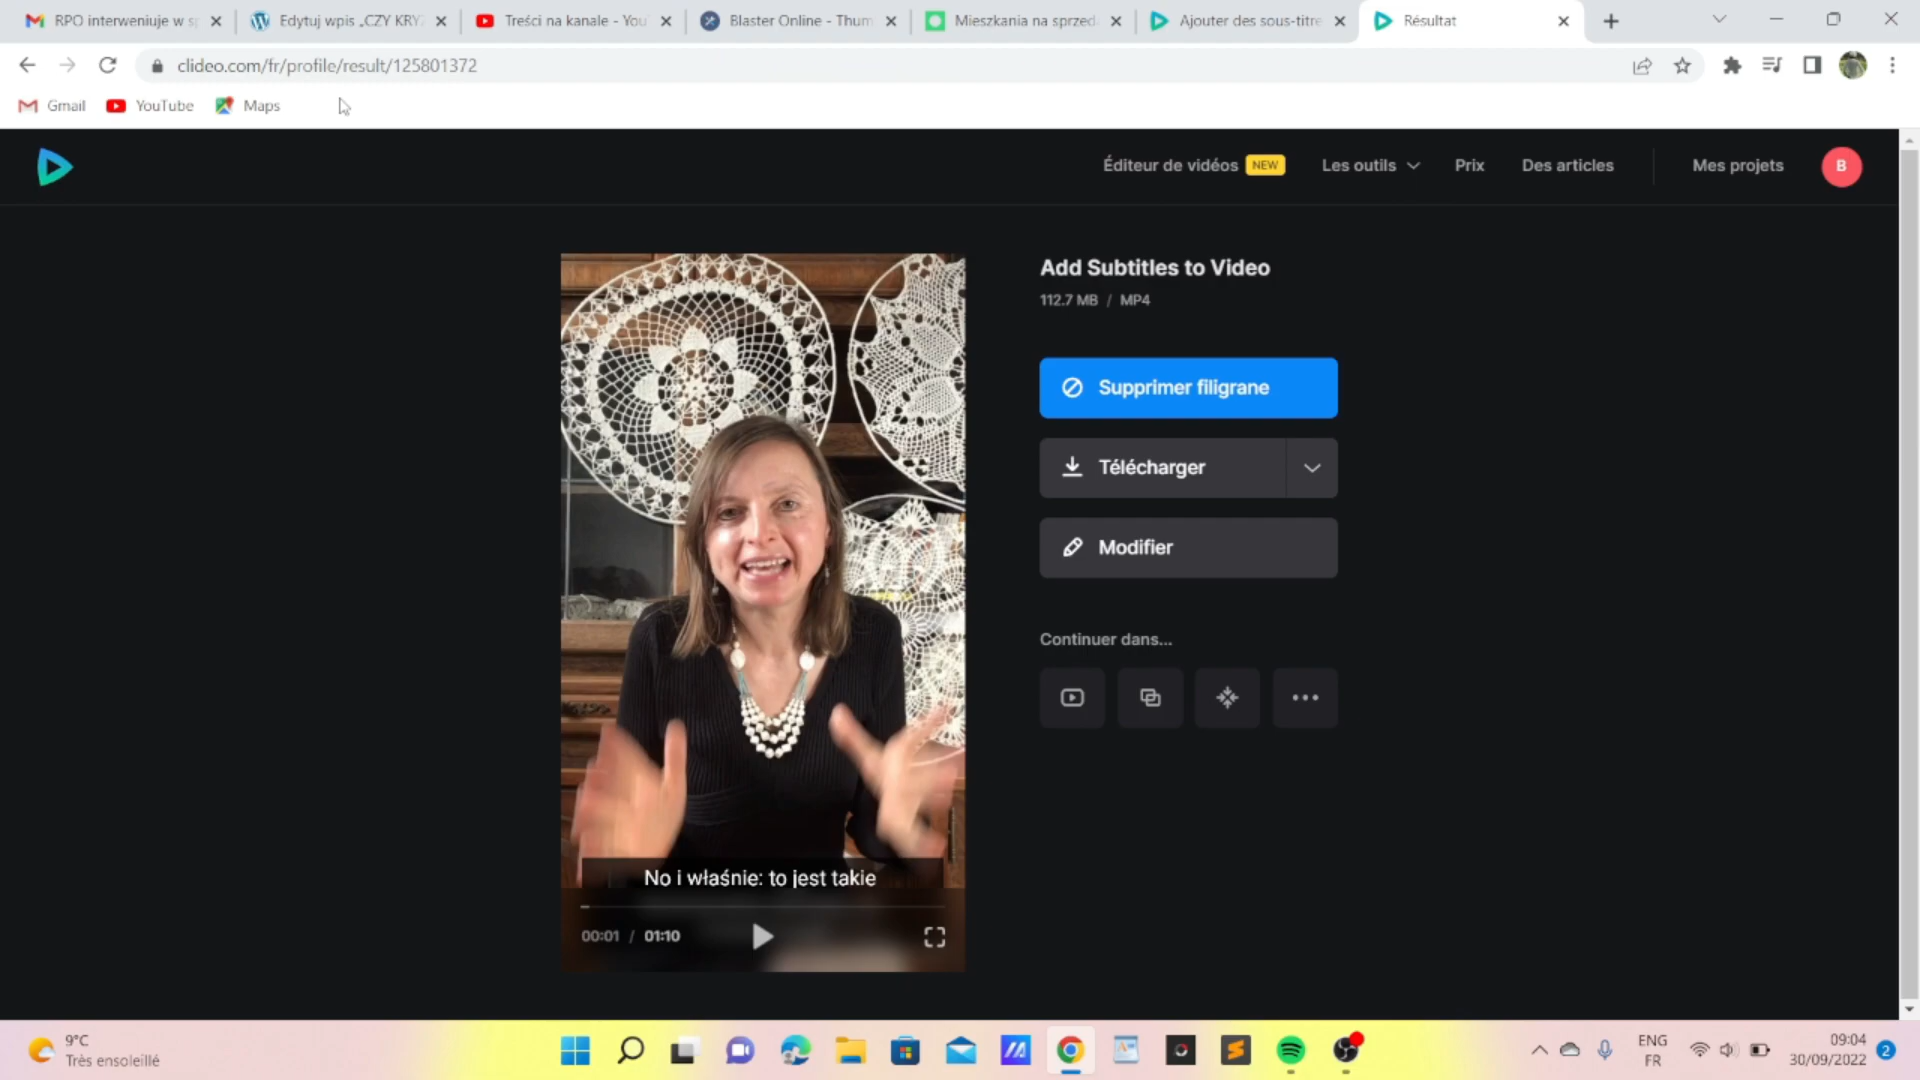 RPO interweniuje w s
Edytuj wpis „CZY KRYZ
Treści na kanale - You
Blaster Online - Thum
Mieszkania na sprzed
Ajouter des sous-titre
Résultat
clideo.com/fr/profile/result/125801372
Gmail
YouTube
Maps
Éditeur de vidéos NEW
Les outils
Prix
Des articles
Mes projets
B
Add Subtitles to Video
112.7 MB / MP4
Supprimer filigrane
Télécharger
Modifier
Continuer dans...
No i właśnie: to jest takie
00:01 / 01:10
9°C
Très ensoleillé
ENG
FR
09:04
30/09/2022
2